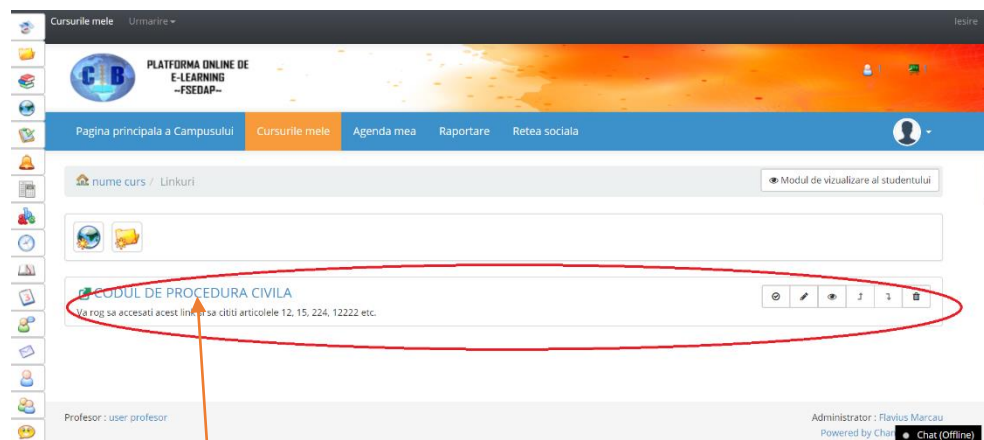 Cursurile mele Urmarire
Iesire
PLATFORMA ONLINE DE
E-LEARNING
--FSEDAP--
CB
Pagina principala a Campusului Cursurile mele Agenda mea Raportare Retea sociala
nume curs / Linkuri
Modul de vizualizare al studentului
CODUL DE PROCEDURA CIVILA
Va rog sa accesati acest link si sa cititi articolele 12, 15, 224, 12222 etc.
Profesor : user profesor
Administrator : Flavius Marcau
Powered by
Chat (Offline)